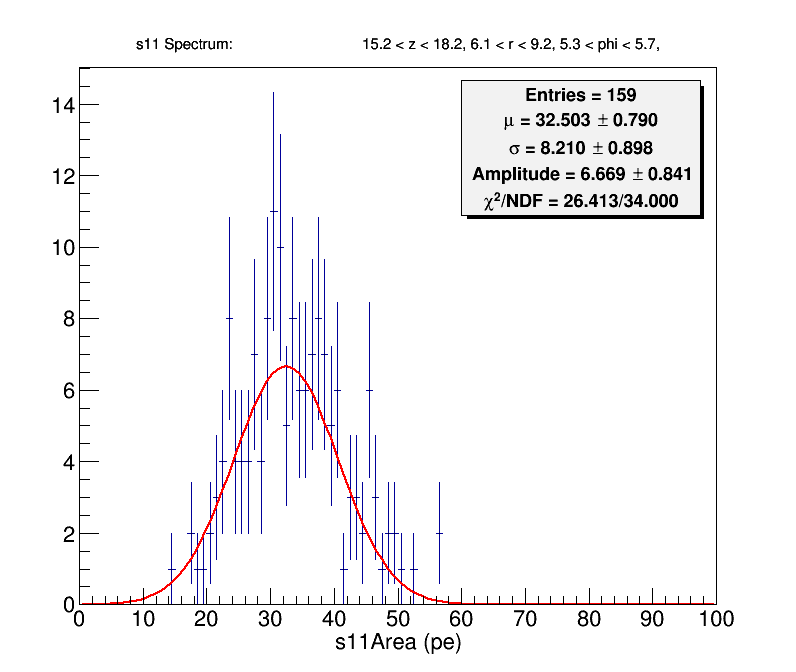 s11 Spectrum: 15.2 < z < 18.2, 6.1 < r < 9.2, 5.3 < phi < 5.7,
Entries = 159
μ = 32.503 ± 0.790
σ = 8.210 ± 0.898
Amplitude = 6.669 ± 0.841
χ²/NDF = 26.413/34.000
14
12
10
8
6
4
2
0
0 10 20 30 40 50 60 70 80 90 100
s11Area (pe)